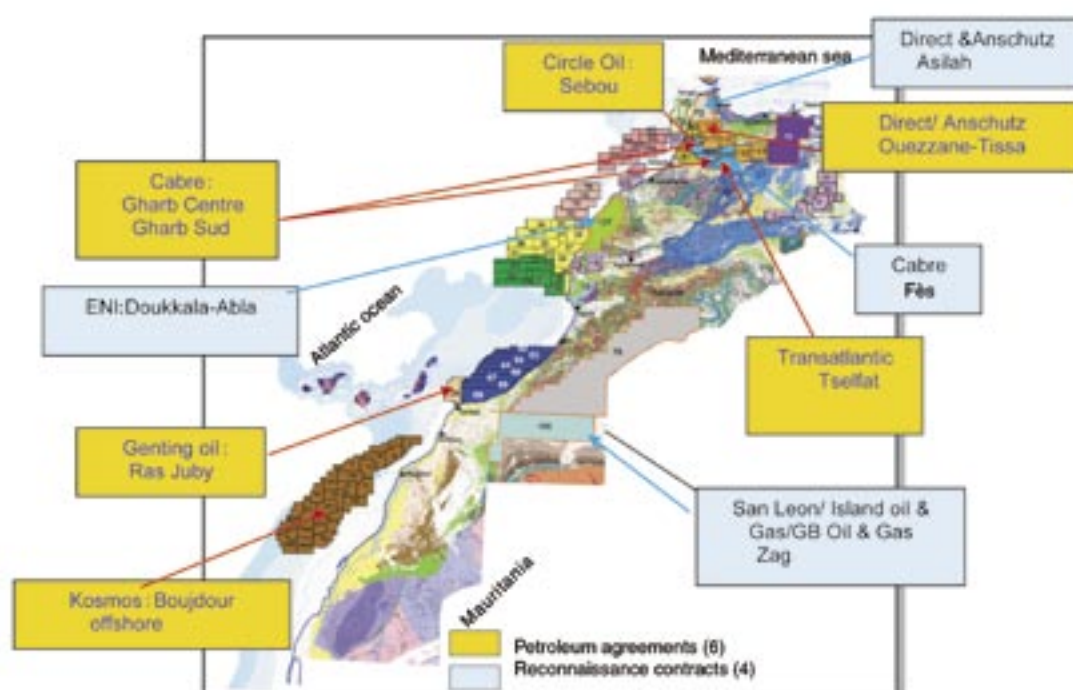 Mediterranean sea
Direct &Anschutz
Asilah
Circle Oil:
Sebou
Direct/ Anschutz
Ouezzane-Tissa
Cabre:
Gharb Centre
Gharb Sud
Cabre
Fès
ENI:Doukkala-Abla
Atlantic ocean
Transatlantic
Tselfat
Genting oil:
Ras Juby
San Leon/ Island oil &
Gas/GB Oil & Gas
Zag
Kosmos: Boujdour
offshore
Mauritania
Petroleum agreements (6)
Reconnaissance contracts (4)